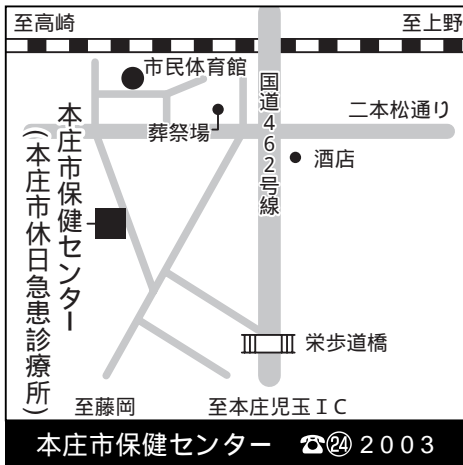 至高崎
至上野
市民体育館
国道462号線
二本松通り
葬祭場
酒店
本庄市保健センター
(本庄市休日急患診療所)
栄歩道橋
至藤岡
至本庄児玉IC
本庄市保健センター ☎㉔2003